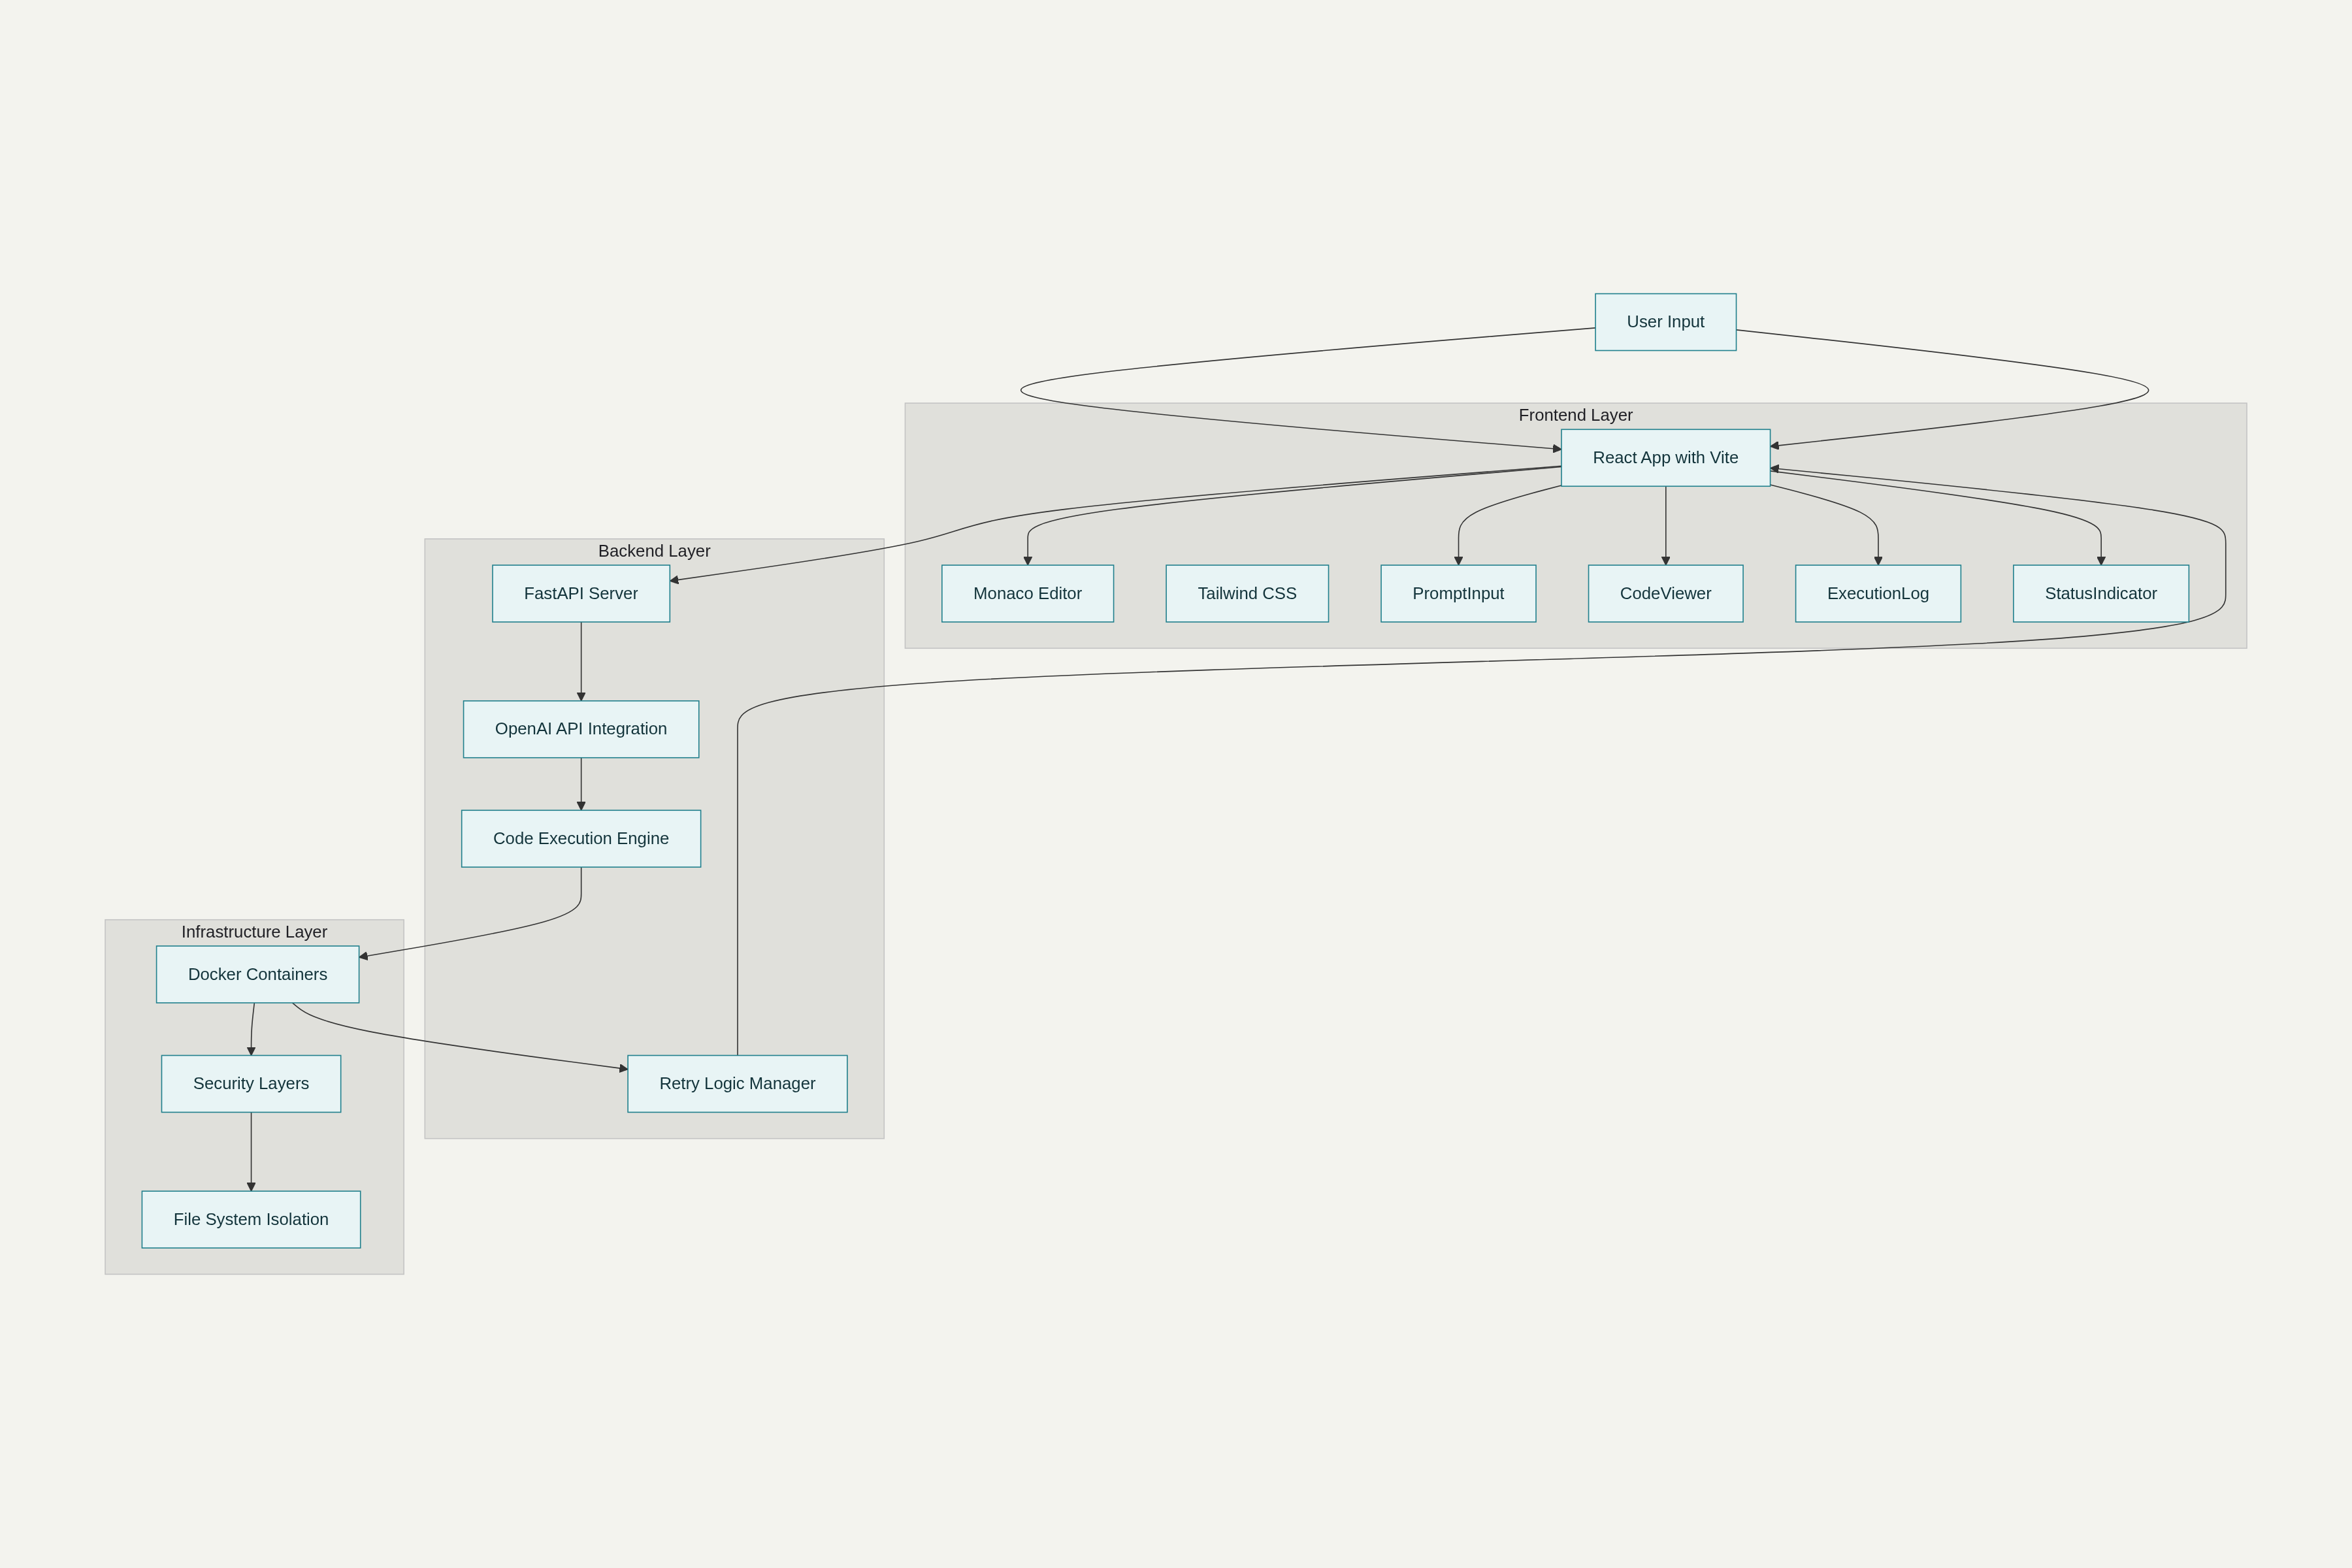 User Input
Frontend Layer
React App with Vite
Monaco Editor
Tailwind CSS
PromptInput
CodeViewer
ExecutionLog
StatusIndicator
Backend Layer
FastAPI Server
OpenAI API Integration
Code Execution Engine
Retry Logic Manager
Infrastructure Layer
Docker Containers
Security Layers
File System Isolation